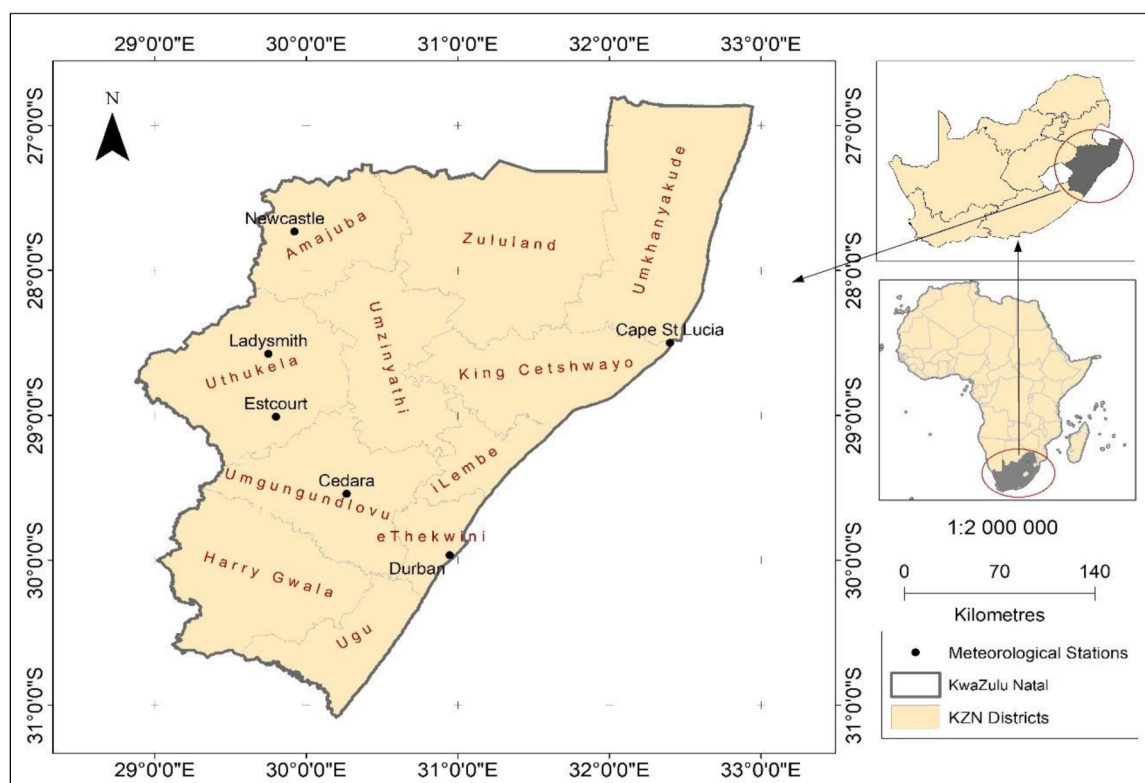 29°0'0"E 30°0'0"E 31°0'0"E 32°0'0"E 33°0'0"E
N
27°0'0"S
28°0'0"S
29°0'0"S
30°0'0"S
31°0'0"S
Newcastle
Amajuba
Zululand
Umkhanyakude
Umzinyathi
Ladysmith
Uthukela
Cape St Lucia
King Cetshwayo
Estcourt
iLembe
Cedara
Umgungundlovu
eThekwini
Durban
Harry Gwala
Ugu
27°0'0"S
28°0'0"S
29°0'0"S
30°0'0"S
31°0'0"S
29°0'0"E 30°0'0"E 31°0'0"E 32°0'0"E 33°0'0"E
1:2 000 000
0 70 140
Kilometres
Meteorological Stations
KwaZulu Natal
KZN Districts